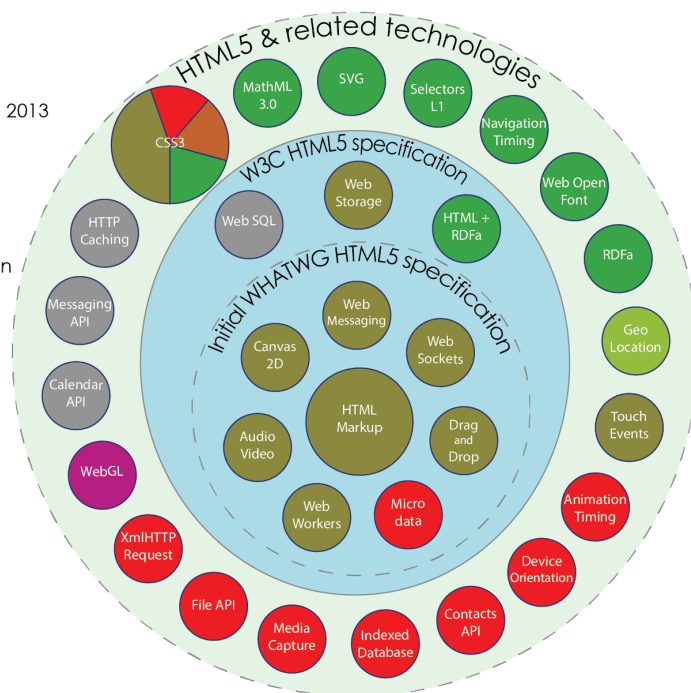 HTML5 & related technologies
2013
n
CSS3
MathML
3.0
SVG
Selectors
L1
Navigation
Timing
Web Open
Font
RDFa
Geo
Location
Touch
Events
Animation
Timing
Device
Orientation
Contacts
API
Indexed
Database
Media
Capture
File API
XmlHTTP
Request
WebGL
Calendar
API
Messaging
API
HTTP
Caching
W3C HTML5 specification
Web SQL
Web
Storage
HTML +
RDFa
Initial WHATWG HTML5 specification
Web
Messaging
Canvas
2D
Web
Sockets
HTML
Markup
Audio
Video
Drag
and
Drop
Web
Workers
Micro
data